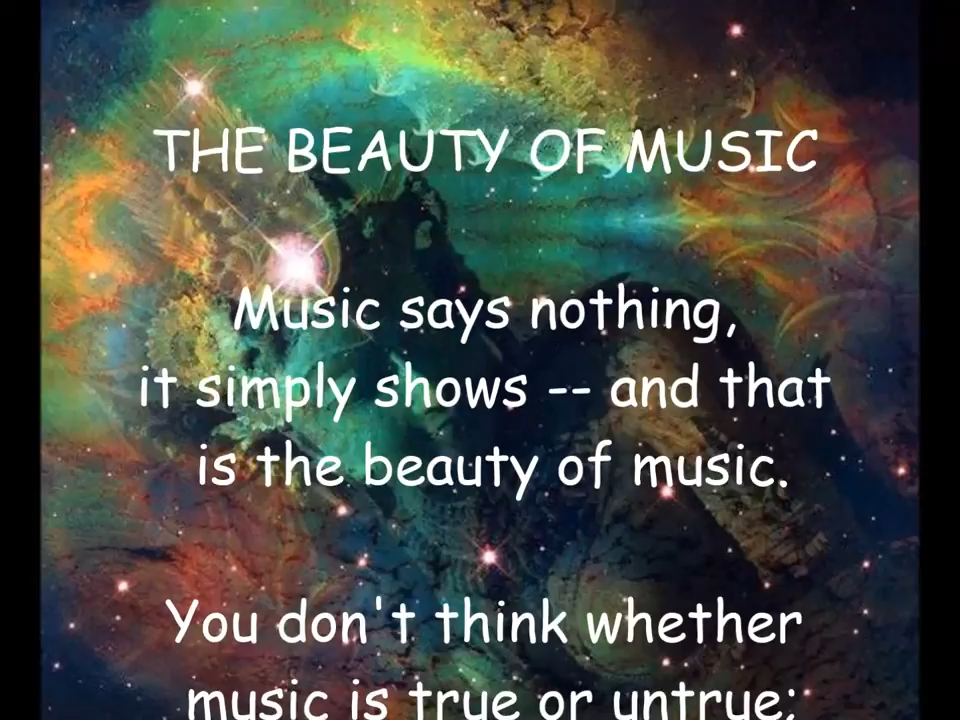 THE BEAUTY OF MUSIC
Music says nothing,
it simply shows -- and that
is the beauty of music.
You don't think whether
music is true or untrue;